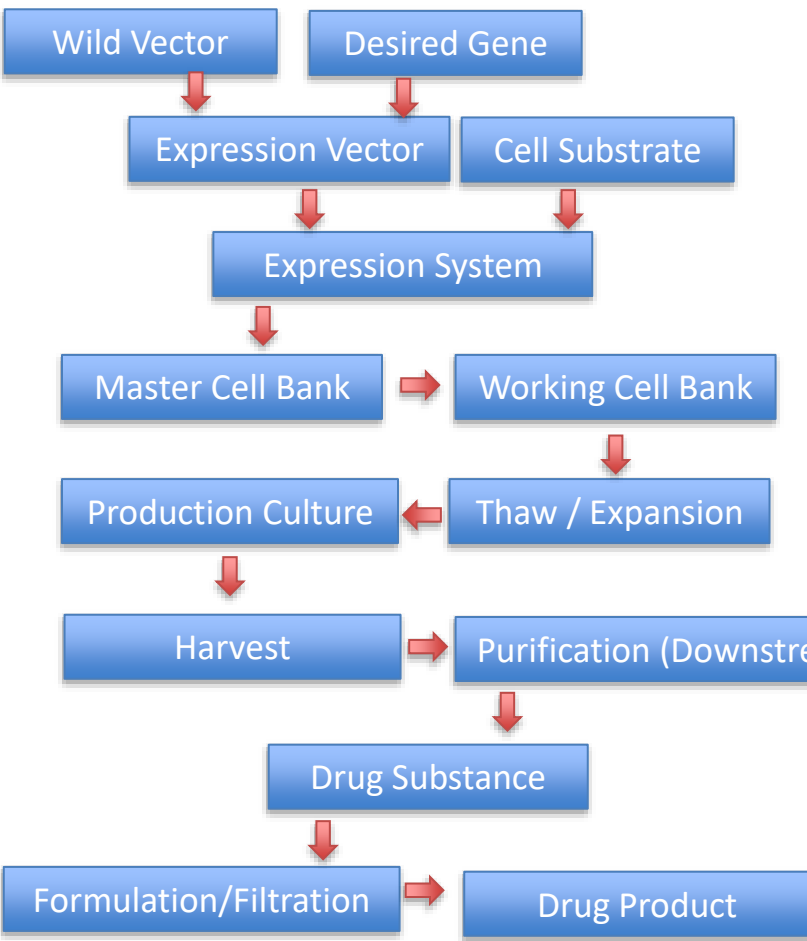 Wild Vector
Desired Gene
Expression Vector
Cell Substrate
Expression System
Master Cell Bank
Working Cell Bank
Production Culture
Thaw / Expansion
Harvest
Purification (Downstre
Drug Substance
Formulation/Filtration
Drug Product